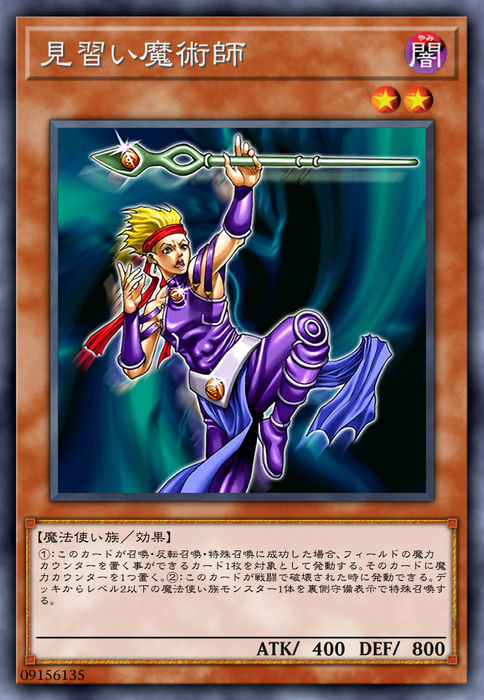 見習い魔術師
やみ
闇
【魔法使い族／効果】
①:このカードが召喚・反転召喚・特殊召喚に成功した場合、フィールドの魔力
カウンターを置く事ができるカード1枚を対象として発動する。そのカードに魔
力カウンターを1つ置く。②:このカードが戦闘で破壊された時に発動できる。デ
ッキからレベル2以下の魔法使い族モンスター1体を裏側守備表示で特殊召喚す
る。
ATK/ 400 DEF/ 800
09156135